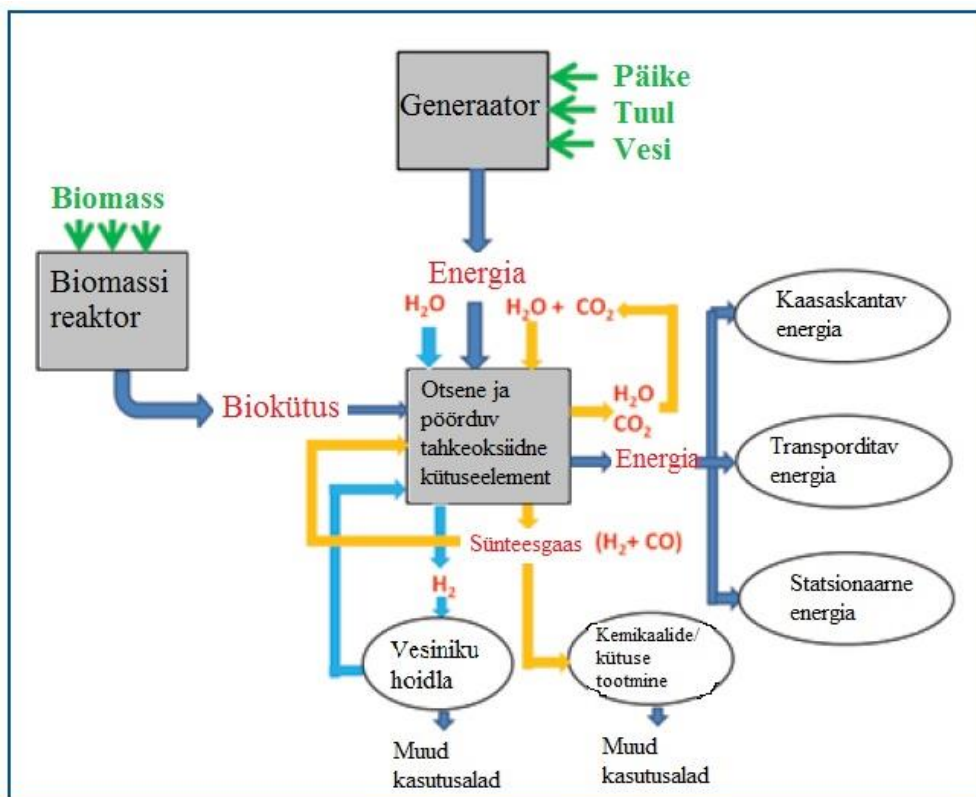 Generaator
Päike
Tuul
Vesi
Biomass
Biomassi
reaktor
Energia
H₂O
H₂O + CO₂
Kaasaskantav
energia
Biokütus
Otsene ja
pöörduv
tahkeoksiidne
kütuseelement
H₂O
CO₂
Energia
Transporditav
energia
Sünteesgaas (H₂+ CO)
H₂
Statsionaarne
energia
Vesiniku
hoidla
Kemikaalide/
kütuse
tootmine
Muud
kasutusalad
Muud
kasutusalad